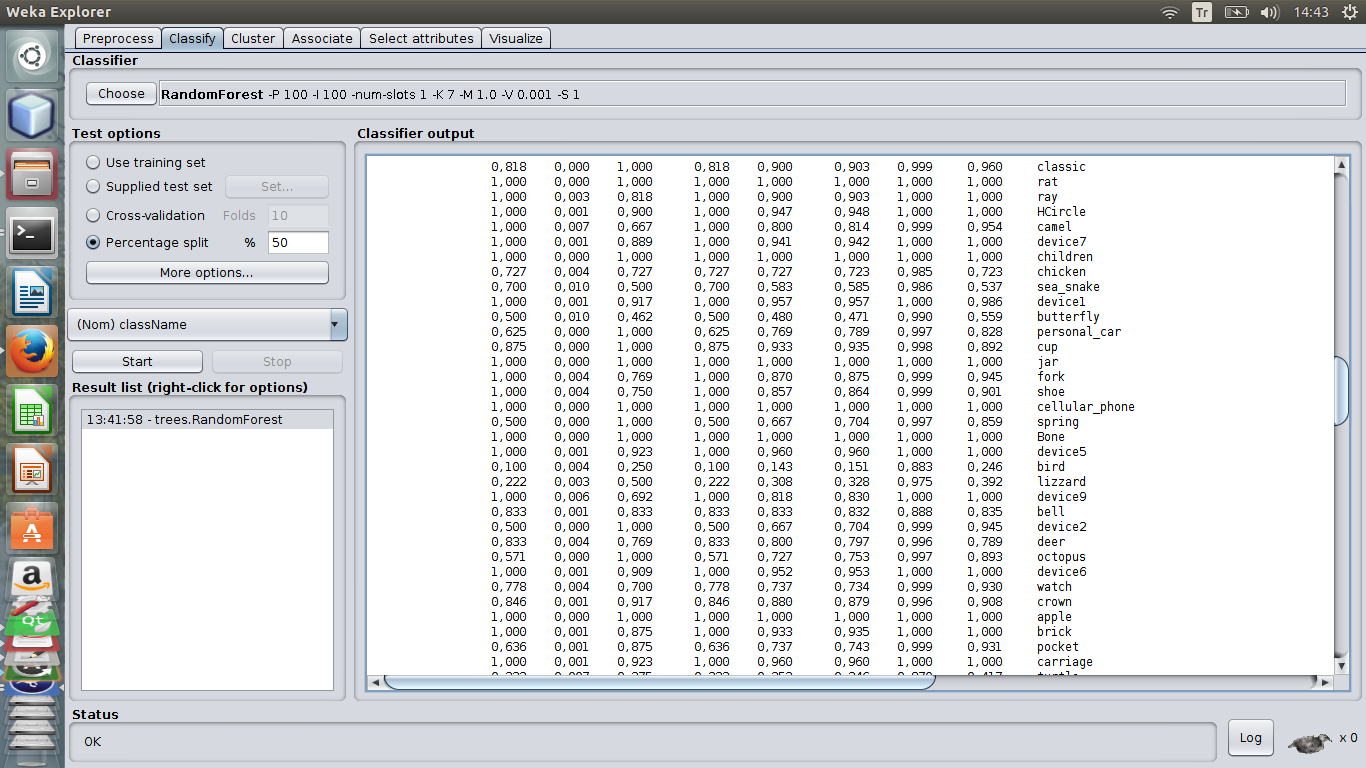 Weka Explorer
Tr
14:43
Preprocess Classify Cluster Associate Select attributes Visualize
Classifier
Choose RandomForest -P 100 -I 100 -num-slots 1 -K 7 -M 1.0 -V 0.001 -S 1
Test options
Use training set
Supplied test set Set...
Cross-validation Folds 10
Percentage split % 50
More options...
(Nom) className
Start Stop
Result list (right-click for options)
13:41:58 - trees.RandomForest
Classifier output
0,818 0,000 1,000 0,818 0,900 0,903 0,999 0,960 classic
1,000 0,000 1,000 1,000 1,000 1,000 1,000 1,000 rat
1,000 0,003 0,818 1,000 0,900 0,903 1,000 1,000 ray
1,000 0,001 0,900 1,000 0,947 0,948 1,000 1,000 HCircle
1,000 0,007 0,667 1,000 0,800 0,814 0,999 0,954 camel
1,000 0,001 0,889 1,000 0,941 0,942 1,000 1,000 device7
1,000 0,000 1,000 1,000 1,000 1,000 1,000 1,000 children
0,727 0,004 0,727 0,727 0,727 0,723 0,985 0,723 chicken
0,700 0,010 0,500 0,700 0,583 0,585 0,986 0,537 sea_snake
1,000 0,001 0,917 1,000 0,957 0,957 1,000 0,986 device1
0,500 0,010 0,462 0,500 0,480 0,471 0,990 0,559 butterfly
0,625 0,000 1,000 0,625 0,769 0,789 0,997 0,828 personal_car
0,875 0,000 1,000 0,875 0,933 0,935 0,998 0,892 cup
1,000 0,000 1,000 1,000 1,000 1,000 1,000 1,000 jar
1,000 0,004 0,769 1,000 0,870 0,875 0,999 0,945 fork
1,000 0,004 0,750 1,000 0,857 0,864 0,999 0,901 shoe
1,000 0,000 1,000 1,000 1,000 1,000 1,000 1,000 cellular_phone
0,500 0,000 1,000 0,500 0,667 0,704 0,997 0,859 spring
1,000 0,000 1,000 1,000 1,000 1,000 1,000 1,000 Bone
1,000 0,001 0,923 1,000 0,960 0,960 1,000 1,000 device5
0,100 0,004 0,250 0,100 0,143 0,151 0,883 0,246 bird
0,222 0,003 0,500 0,222 0,308 0,328 0,975 0,392 lizzard
1,000 0,006 0,692 1,000 0,818 0,830 1,000 1,000 device9
0,833 0,001 0,833 0,833 0,833 0,832 0,888 0,835 bell
0,500 0,000 1,000 0,500 0,667 0,704 0,999 0,945 device2
0,833 0,004 0,769 0,833 0,800 0,797 0,996 0,789 deer
0,571 0,000 1,000 0,571 0,727 0,753 0,997 0,893 octopus
1,000 0,001 0,909 1,000 0,952 0,953 1,000 1,000 device6
0,778 0,004 0,700 0,778 0,737 0,734 0,999 0,930 watch
0,846 0,001 0,917 0,846 0,880 0,879 0,996 0,908 crown
1,000 0,000 1,000 1,000 1,000 1,000 1,000 1,000 apple
1,000 0,001 0,875 1,000 0,933 0,935 1,000 1,000 brick
0,636 0,001 0,875 0,636 0,737 0,743 0,999 0,931 pocket
1,000 0,001 0,923 1,000 0,960 0,960 1,000 1,000 carriage
Status
OK
Log
x 0